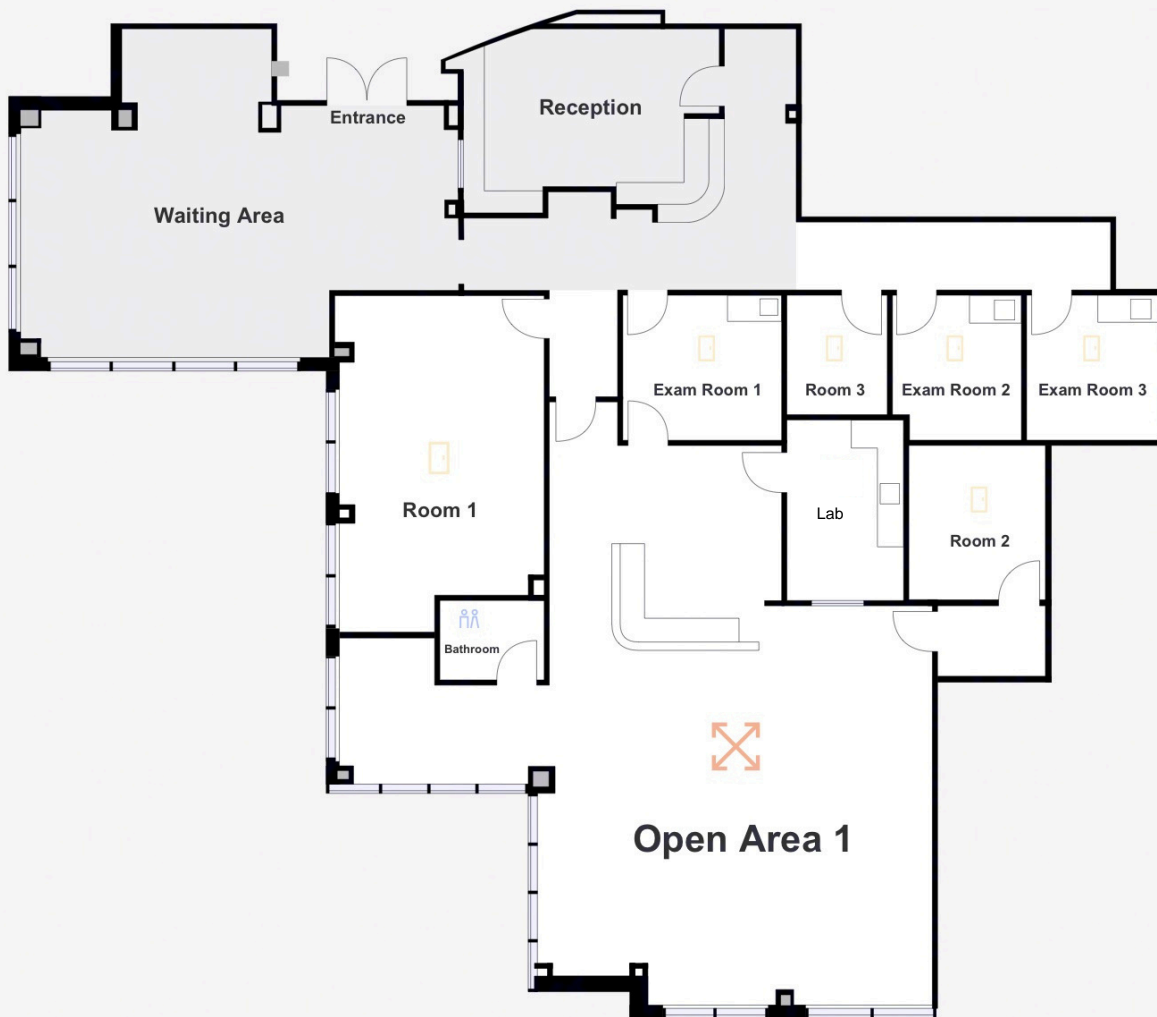 Reception
Entrance
Waiting Area
Exam Room 1
Room 3
Exam Room 2
Exam Room 3
Room 1
Lab
Room 2
Bathroom
Open Area 1